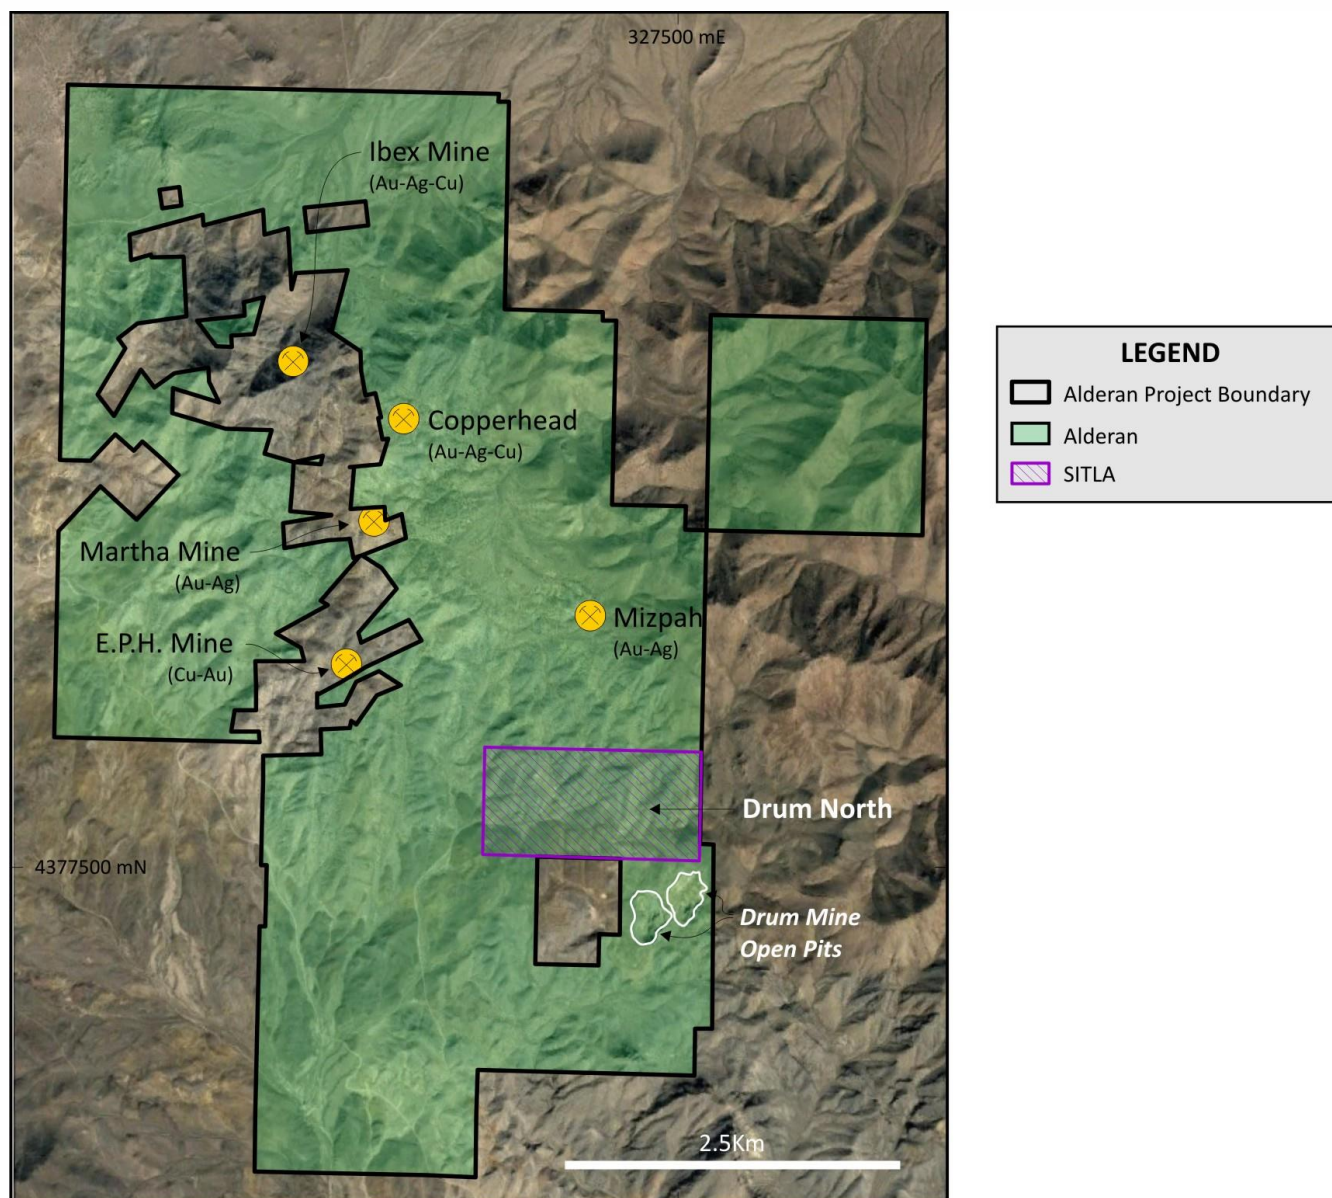 327500 mE
Ibex Mine
(Au-Ag-Cu)
Copperhead
(Au-Ag-Cu)
Martha Mine
(Au-Ag)
Mizpah
(Au-Ag)
E.P.H. Mine
(Cu-Au)
Drum North
4377500 mN
Drum Mine
Open Pits
2.5Km
LEGEND
Alderan Project Boundary
Alderan
SITLA